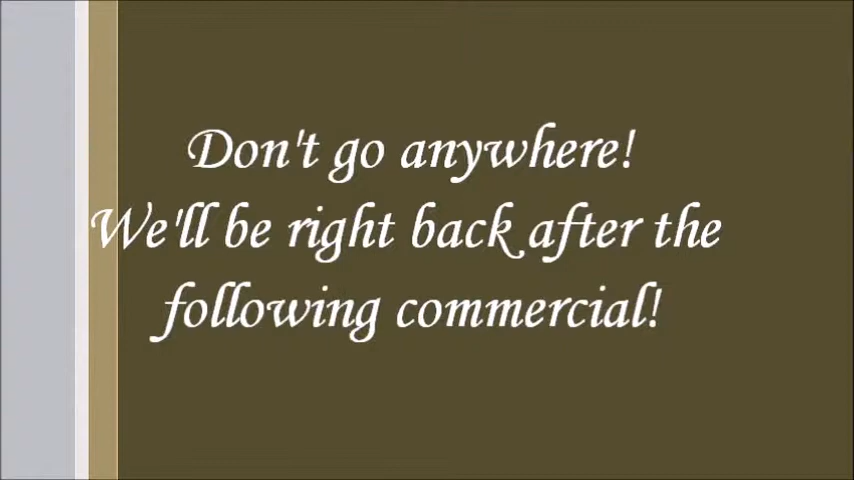 Don't go anywhere!
We'll be right back after the
following commercial!